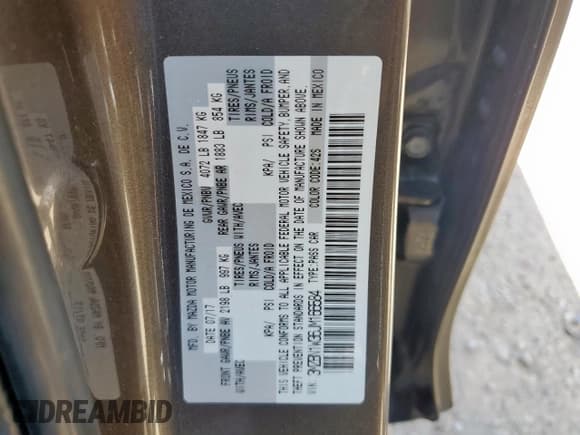 MFD. BY MAZDA MOTOR MANUFACTURING DE MEXICO S.A. DE C.V.
DATE 07/17 GVWR/PNBV 4072 LB 1847 KG
FRONT GAWR/PNBE AV 2198 LB 997 KG REAR GAWR/PNBE AR 1883 LB 854 KG
WITH/AVEC TIRES/PNEUS WITH/AVEC TIRES/PNEUS
RIMS/JANTES RIMS/JANTES
KPA/ PSI COLD/A FROID KPA/ PSI COLD/A FROID
THIS VEHICLE CONFORMS TO ALL APPLICABLE FEDERAL MOTOR VEHICLE SAFETY, BUMPER, AND
THEFT PREVENTION STANDARDS IN EFFECT ON THE DATE OF MANUFACTURE SHOWN ABOVE.
VIN: TYPE:PASS CAR COLOR CODE:42S MADE IN MEXICO
IDREAMBID